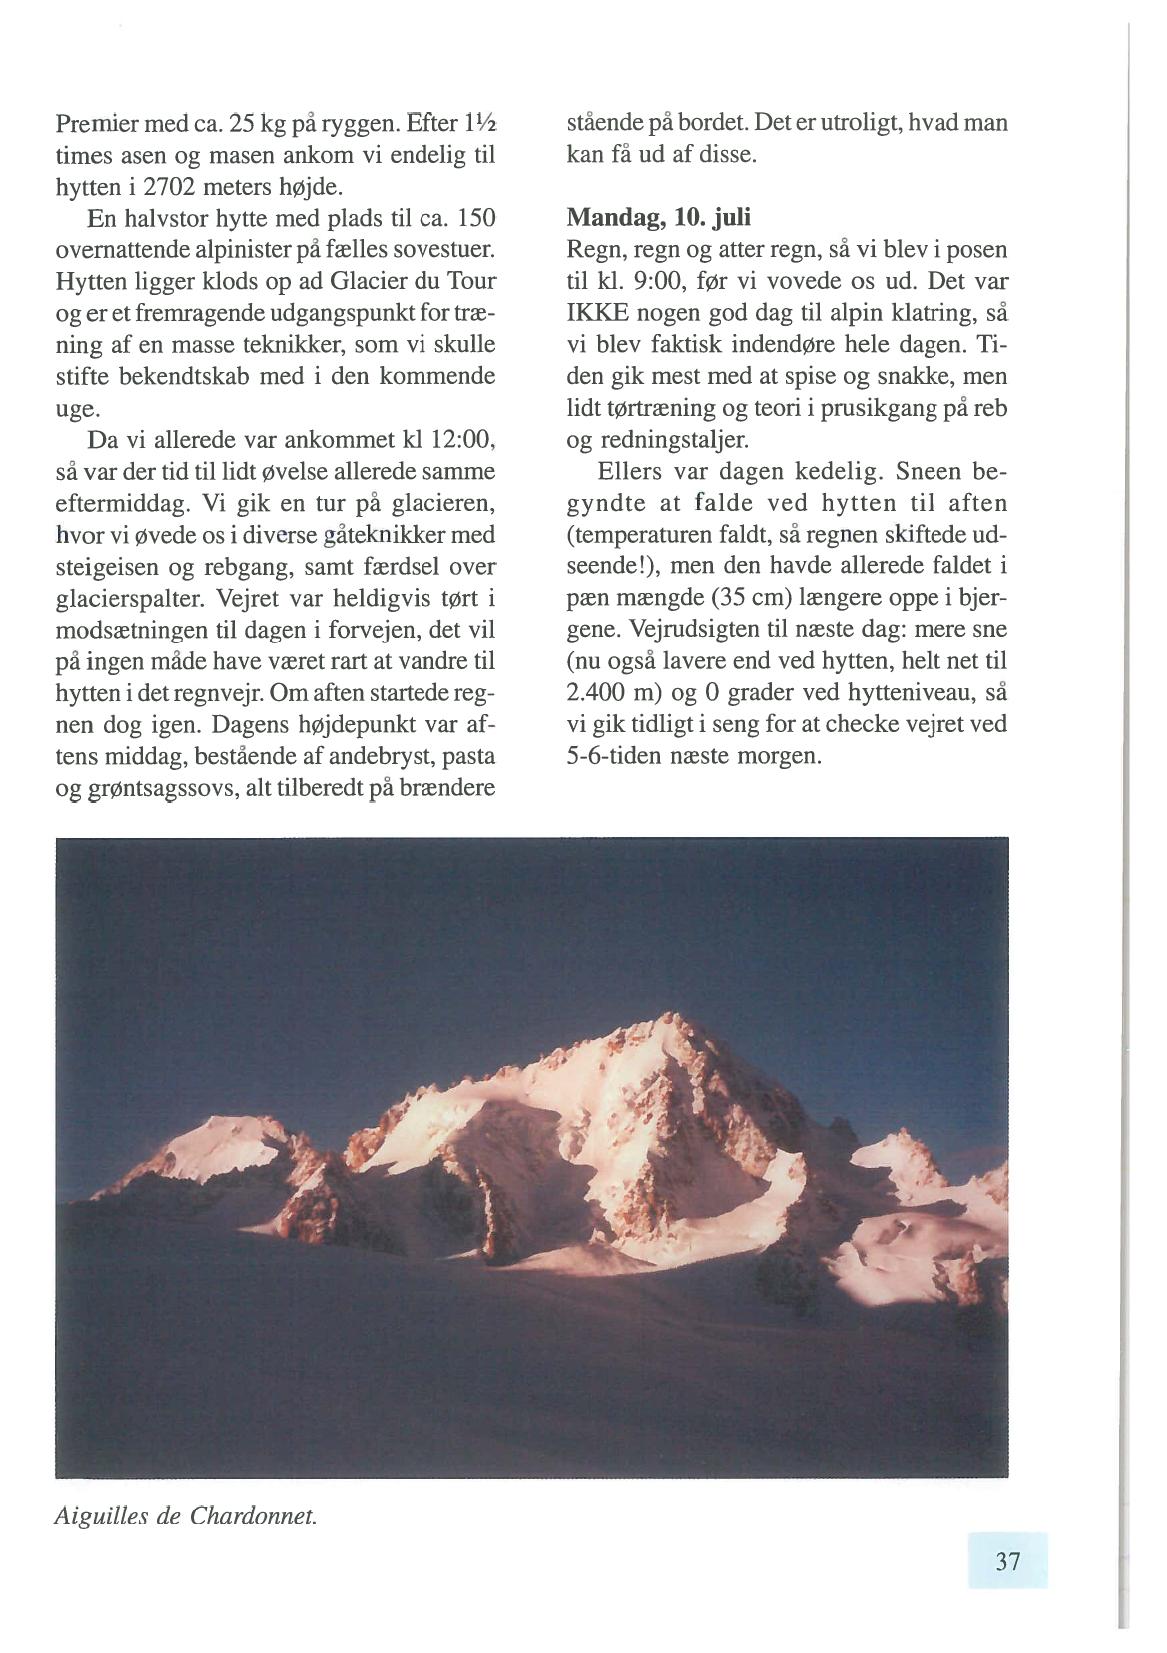 Premier med ca. 25 kg på ryggen. Efter 1½
times asen og masen ankom vi endelig til
hytten i 2702 meters højde.
En halvstor hytte med plads til ca. 150
overnattende alpinister på fælles sovestuer.
Hytten ligger klods op ad Glacier du Tour
og er et fremragende udgangspunkt for træ-
ning af en masse teknikker, som vi skulle
stifte bekendtskab med i den kommende
uge.
Da vi allerede var ankommet kl 12:00,
så var der tid til lidt øvelse allerede samme
eftermiddag. Vi gik en tur på glacieren,
hvor vi øvede os i diverse gåteknikker med
steigeisen og rebgang, samt færdsel over
glacierspalter. Vejret var heldigvis tørt i
modsætningen til dagen i forvejen, det vil
på ingen måde have været rart at vandre til
hytten i det regnvejr. Om aften startede reg-
nen dog igen. Dagens højdepunkt var af-
tens middag, bestående af andebryst, pasta
og grøntsagssovs, alt tilberedt på brændere
stående på bordet. Det er utroligt, hvad man
kan få ud af disse.
Mandag, 10. juli
Regn, regn og atter regn, så vi blev i posen
til kl. 9:00, før vi vovede os ud. Det var
IKKE nogen god dag til alpin klatring, så
vi blev faktisk indendøre hele dagen. Ti-
den gik mest med at spise og snakke, men
lidt tørtræning og teori i prusikgang på reb
og redningstaljer.
Ellers var dagen kedelig. Sneen be-
gyndte at falde ved hytten til aften
(temperaturen faldt, så regnen skiftede ud-
seende!), men den havde allerede faldet i
pæn mængde (35 cm) længere oppe i bjer-
gene. Vejrudsigten til næste dag: mere sne
(nu også lavere end ved hytten, helt net til
2.400 m) og 0 grader ved hytteniveau, så
vi gik tidligt i seng for at checke vejret ved
5-6-tiden næste morgen.
Aiguilles de Chardonnet.
37